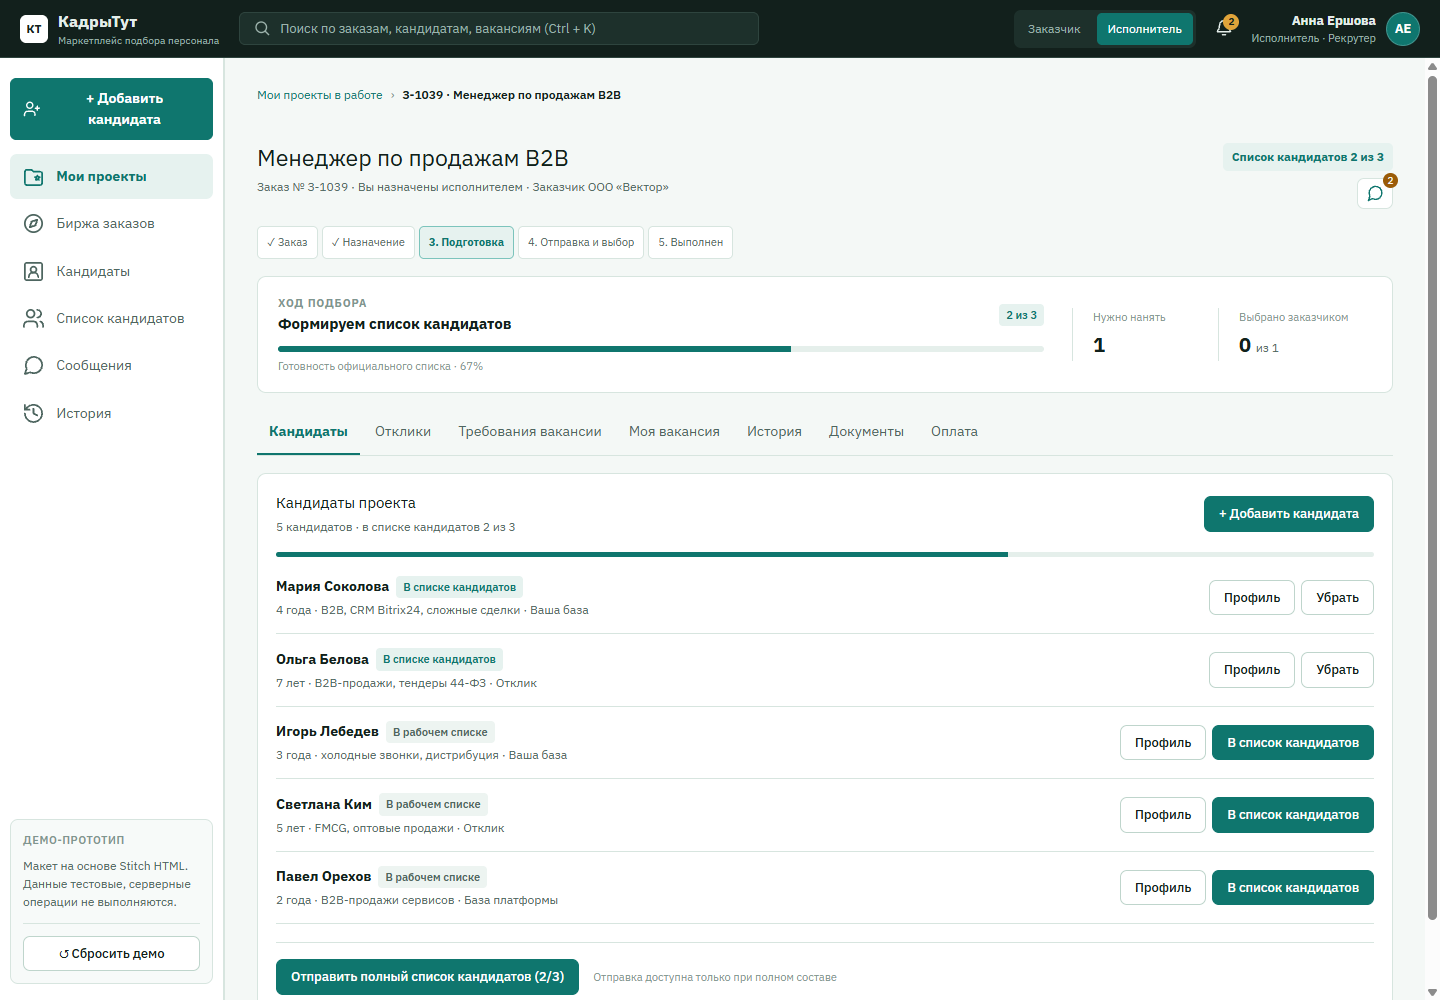 КТ
КадрыТут
Маркетплейс подбора персонала
Поиск по заказам, кандидатам, вакансиям (Ctrl + K)
Заказчик
Исполнитель
2
Анна Ершова
Исполнитель · Рекрутер
АЕ
+ Добавить
кандидата
Мои проекты
Биржа заказов
Кандидаты
Список кандидатов
Сообщения
История
ДЕМО-ПРОТОТИП
Макет на основе Stitch HTML.
Данные тестовые, серверные
операции не выполняются.
↺ Сбросить демо
Мои проекты в работе › З-1039 · Менеджер по продажам B2B
Менеджер по продажам B2B
Заказ № З-1039 · Вы назначены исполнителем · Заказчик ООО «Вектор»
Список кандидатов 2 из 3
2
✓ Заказ
✓ Назначение
3. Подготовка
4. Отправка и выбор
5. Выполнен
ХОД ПОДБОРА
Формируем список кандидатов
2 из 3
Готовность официального списка · 67%
Нужно нанять
1
Выбрано заказчиком
0 из 1
Кандидаты
Отклики
Требования вакансии
Моя вакансия
История
Документы
Оплата
Кандидаты проекта
5 кандидатов · в списке кандидатов 2 из 3
+ Добавить кандидата
Мария Соколова В списке кандидатов
4 года · B2B, CRM Bitrix24, сложные сделки · Ваша база
Профиль
Убрать
Ольга Белова В списке кандидатов
7 лет · B2B-продажи, тендеры 44-ФЗ · Отклик
Профиль
Убрать
Игорь Лебедев В рабочем списке
3 года · холодные звонки, дистрибуция · Ваша база
Профиль
В список кандидатов
Светлана Ким В рабочем списке
5 лет · FMCG, оптовые продажи · Отклик
Профиль
В список кандидатов
Павел Орехов В рабочем списке
2 года · B2B-продажи сервисов · База платформы
Профиль
В список кандидатов
Отправить полный список кандидатов (2/3)
Отправка доступна только при полном составе